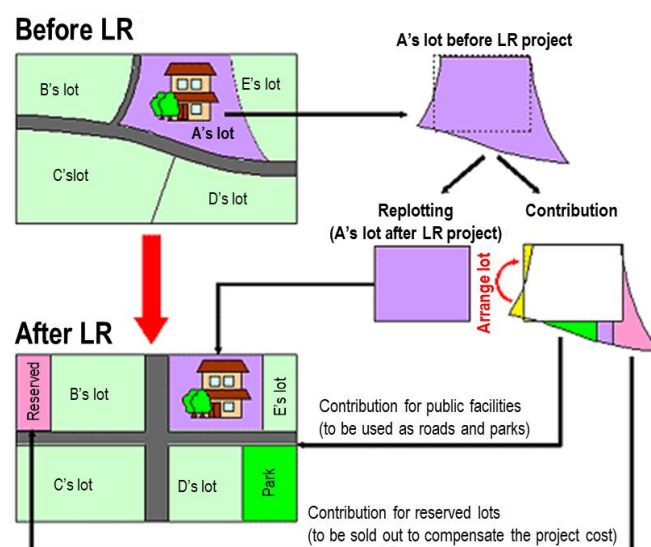 Before LR
A's lot before LR project
B's lot
E's lot
A's lot
C'slot
D's lot
Replotting
(A's lot after LR project)
Contribution
Arrange lot
After LR
Reserved
B's lot
E's lot
C's lot
D's lot
Park
Contribution for public facilities
(to be used as roads and parks)
Contribution for reserved lots
(to be sold out to compensate the project cost)